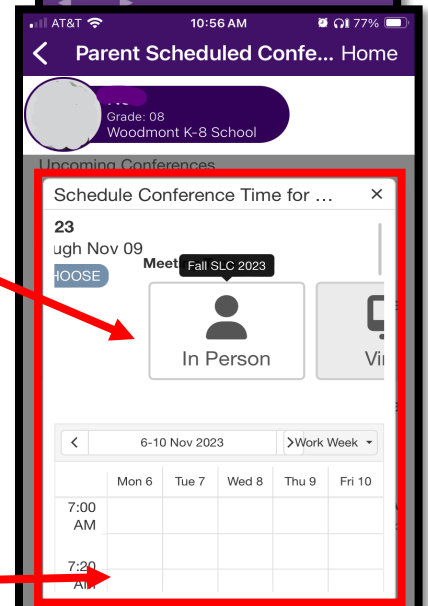 AT&T 10:56 AM 77%
Parent Scheduled Confe... Home
Grade: 08
Woodmont K-8 School
Upcoming Conferences
Schedule Conference Time for ... ×
23
ugh Nov 09
HOOSE
Fall SLC 2023
In Person
Vi
6-10 Nov 2023 Work Week
Mon 6 Tue 7 Wed 8 Thu 9 Fri 10
7:00
AM
7:20
AM